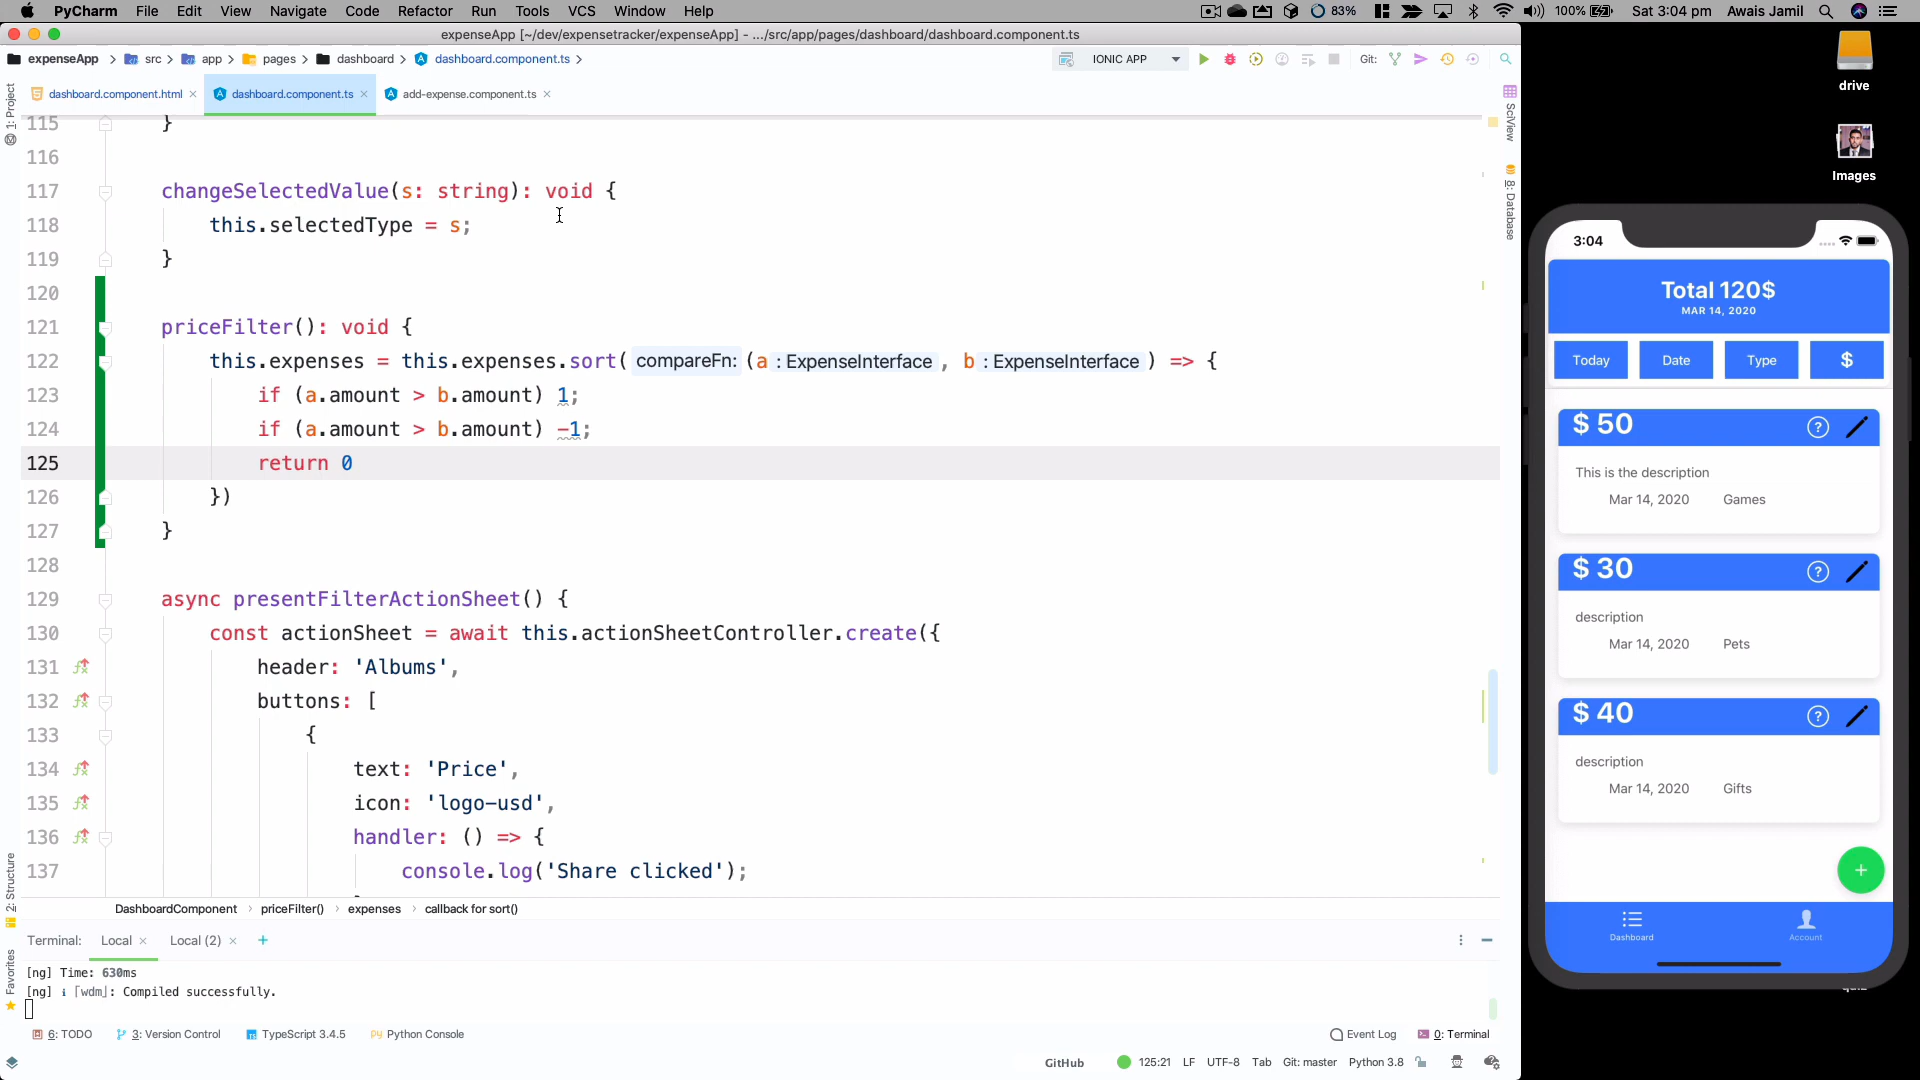 PyCharm File Edit View Navigate Code Refactor Run Tools VCS Window Help 83% 100% Sat 3:04 pm Awais Jamil
expenseApp [~/dev/expensetracker/expenseApp] - .../src/app/pages/dashboard/dashboard.component.ts
expenseApp src app pages dashboard dashboard.component.ts IONIC APP Git:
dashboard.component.html dashboard.component.ts add-expense.component.ts
1: Project
SciView
8: Database
2: Structure
Favorites
115 }
116
117 changeSelectedValue(s: string): void {
118 this.selectedType = s;
119 }
120
121 priceFilter(): void {
122 this.expenses = this.expenses.sort( compareFn: (a : ExpenseInterface , b : ExpenseInterface ) => {
123 if (a.amount > b.amount) 1;
124 if (a.amount > b.amount) -1;
125 return 0
126 })
127 }
128
129 async presentFilterActionSheet() {
130 const actionSheet = await this.actionSheetController.create({
131 header: 'Albums',
132 buttons: [
133 {
134 text: 'Price',
135 icon: 'logo-usd',
136 handler: () => {
137 console.log('Share clicked');
DashboardComponent priceFilter() expenses callback for sort()
Terminal: Local Local (2)
[ng] Time: 630ms
[ng] ℹ ｢wdm｣: Compiled successfully.
6: TODO 3: Version Control TypeScript 3.4.5 Python Console Event Log 0: Terminal
GitHub 125:21 LF UTF-8 Tab Git: master Python 3.8
drive
Images
3:04
Total 120$
MAR 14, 2020
Today Date Type $
$ 50
This is the description
Mar 14, 2020 Games
$ 30
description
Mar 14, 2020 Pets
$ 40
description
Mar 14, 2020 Gifts
+
Dashboard Account